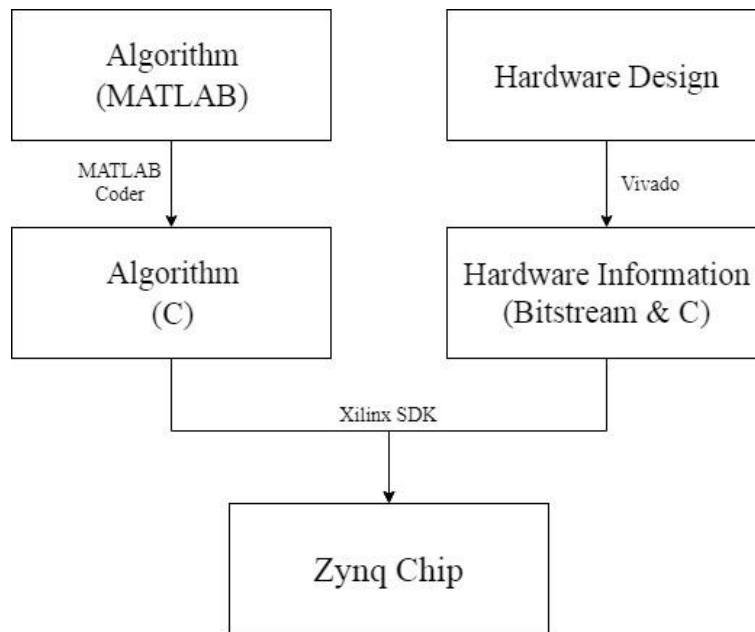 Algorithm
(MATLAB)
Hardware Design
MATLAB
Coder
Vivado
Algorithm
(C)
Hardware Information
(Bitstream & C)
Xilinx SDK
Zynq Chip